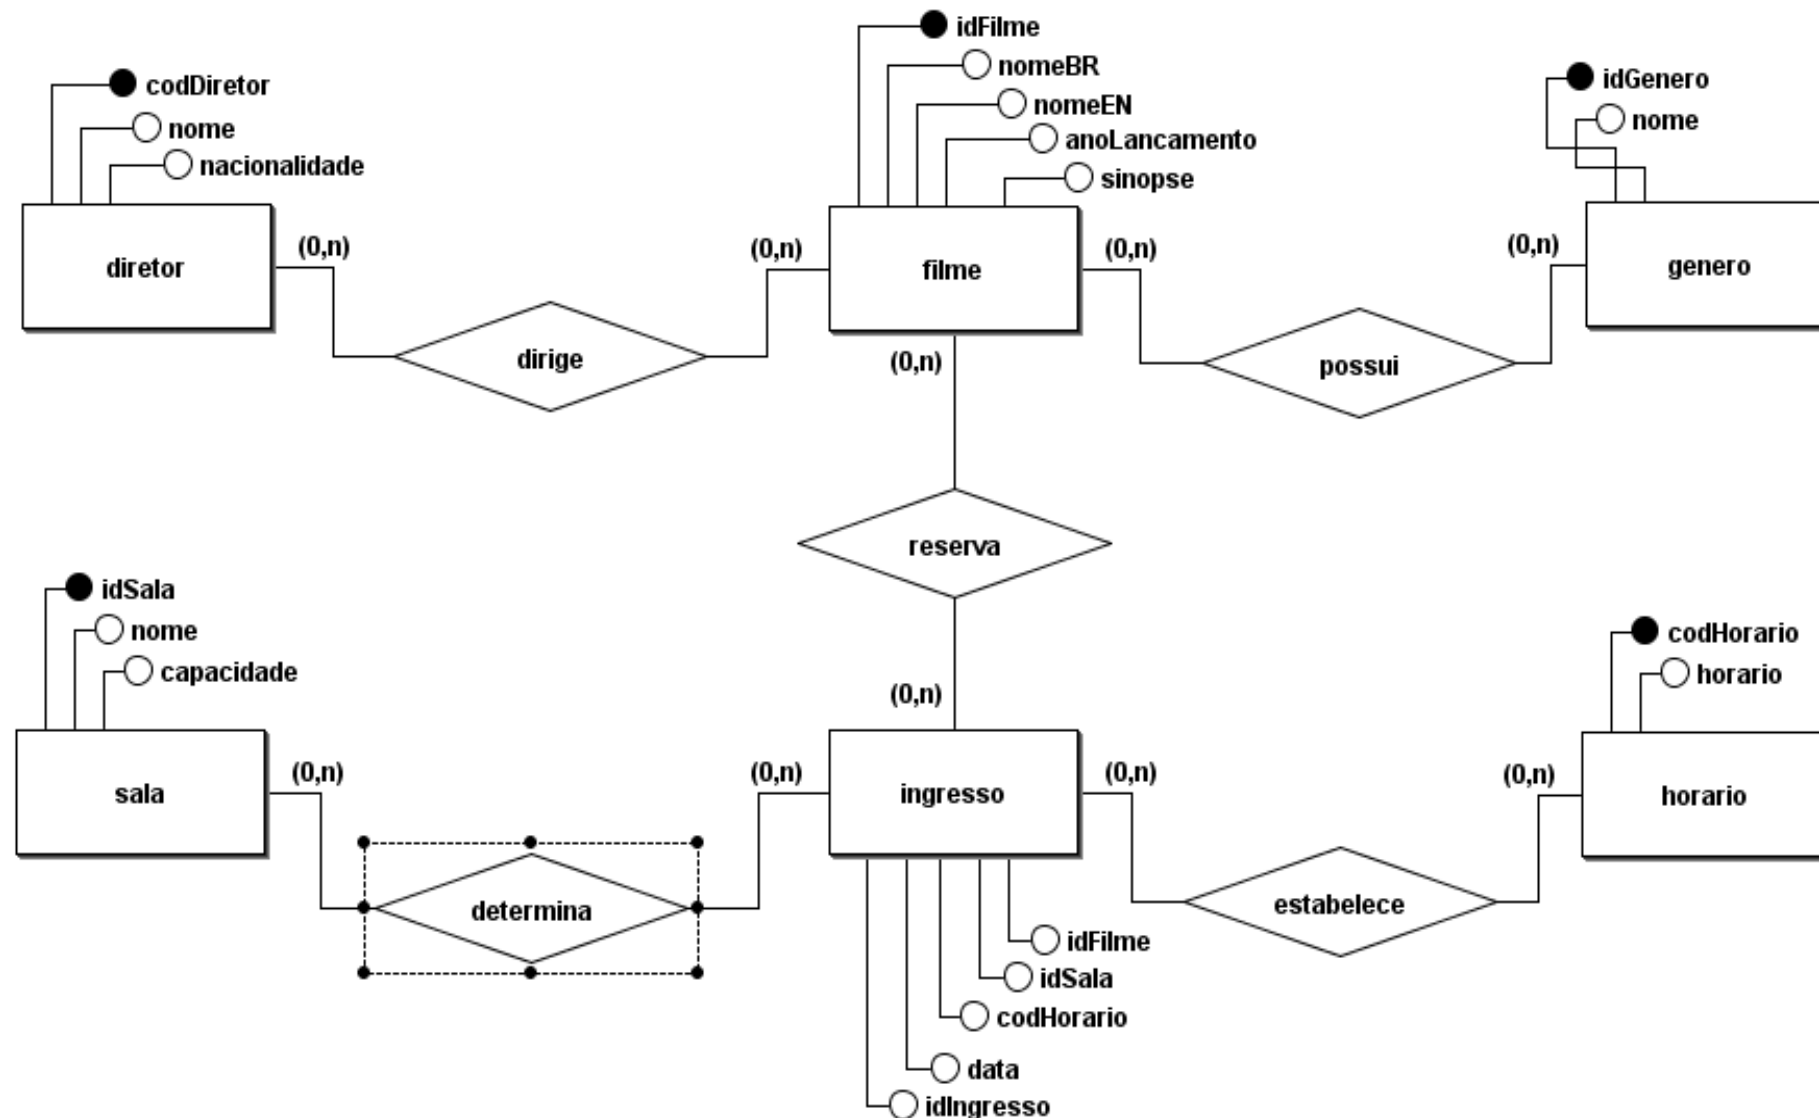 idFilme
nomeBR
nomeEN
anoLancamento
sinopse
codDiretor
nome
nacionalidade
idGenero
nome
diretor
(0,n)
(0,n)
filme
(0,n)
(0,n)
genero
dirige
(0,n)
possui
reserva
idSala
nome
capacidade
codHorario
horario
(0,n)
sala
(0,n)
(0,n)
ingresso
(0,n)
(0,n)
horario
determina
estabelece
idFilme
idSala
codHorario
data
idIngresso